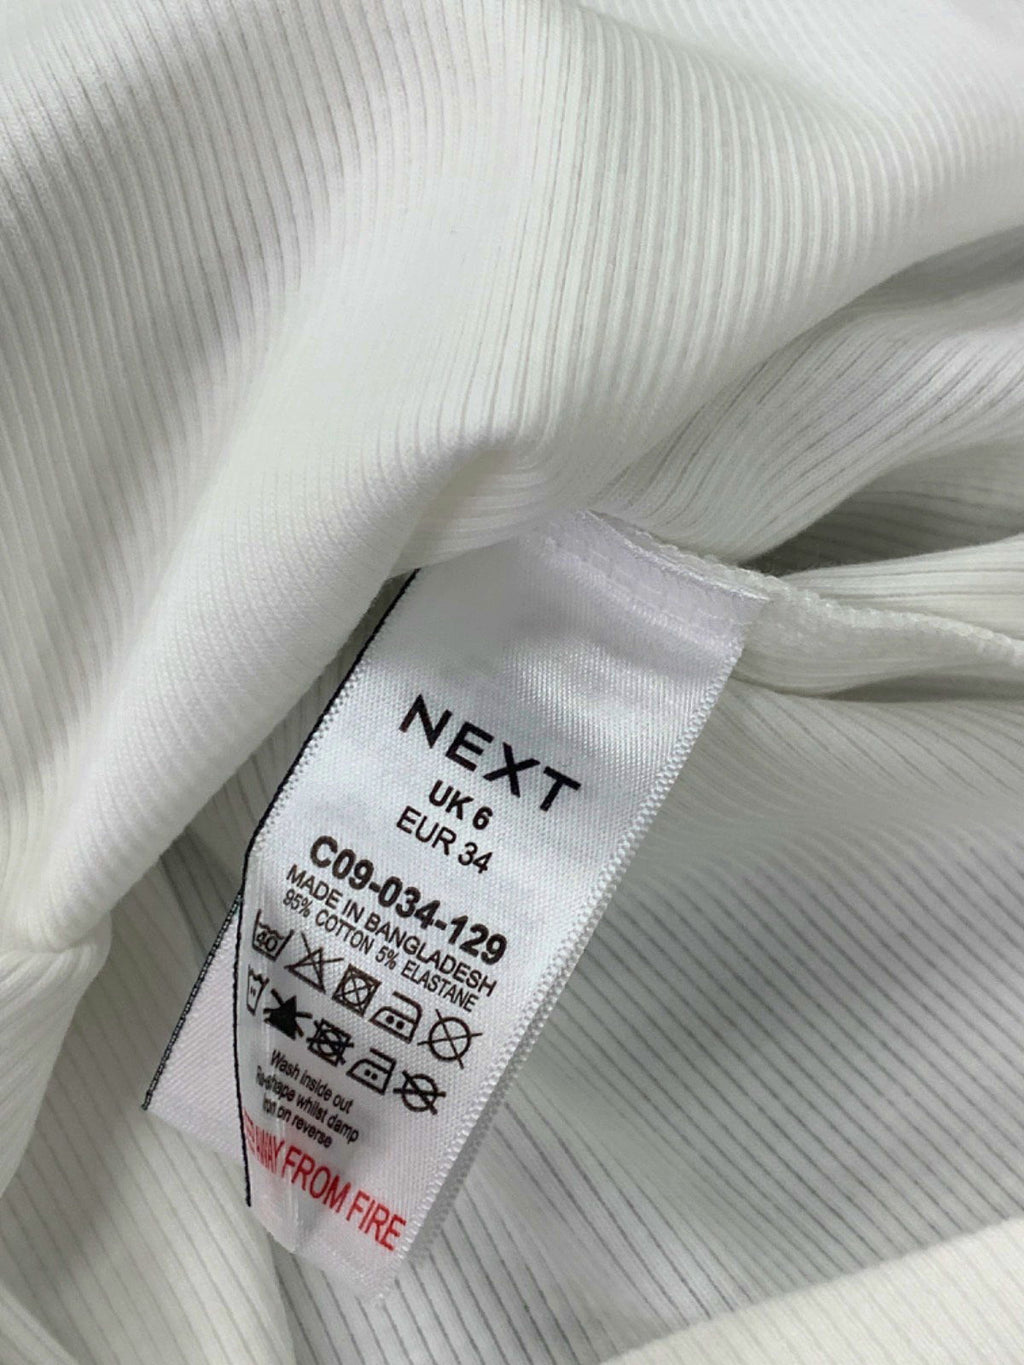 NEXT
UK 6
EUR 34
C09-034-129
MADE IN BANGLADESH
95% COTTON 5% ELASTANE
40
Wash inside out
Re-shape whilst damp
Iron on reverse
AWAY FROM FIRE